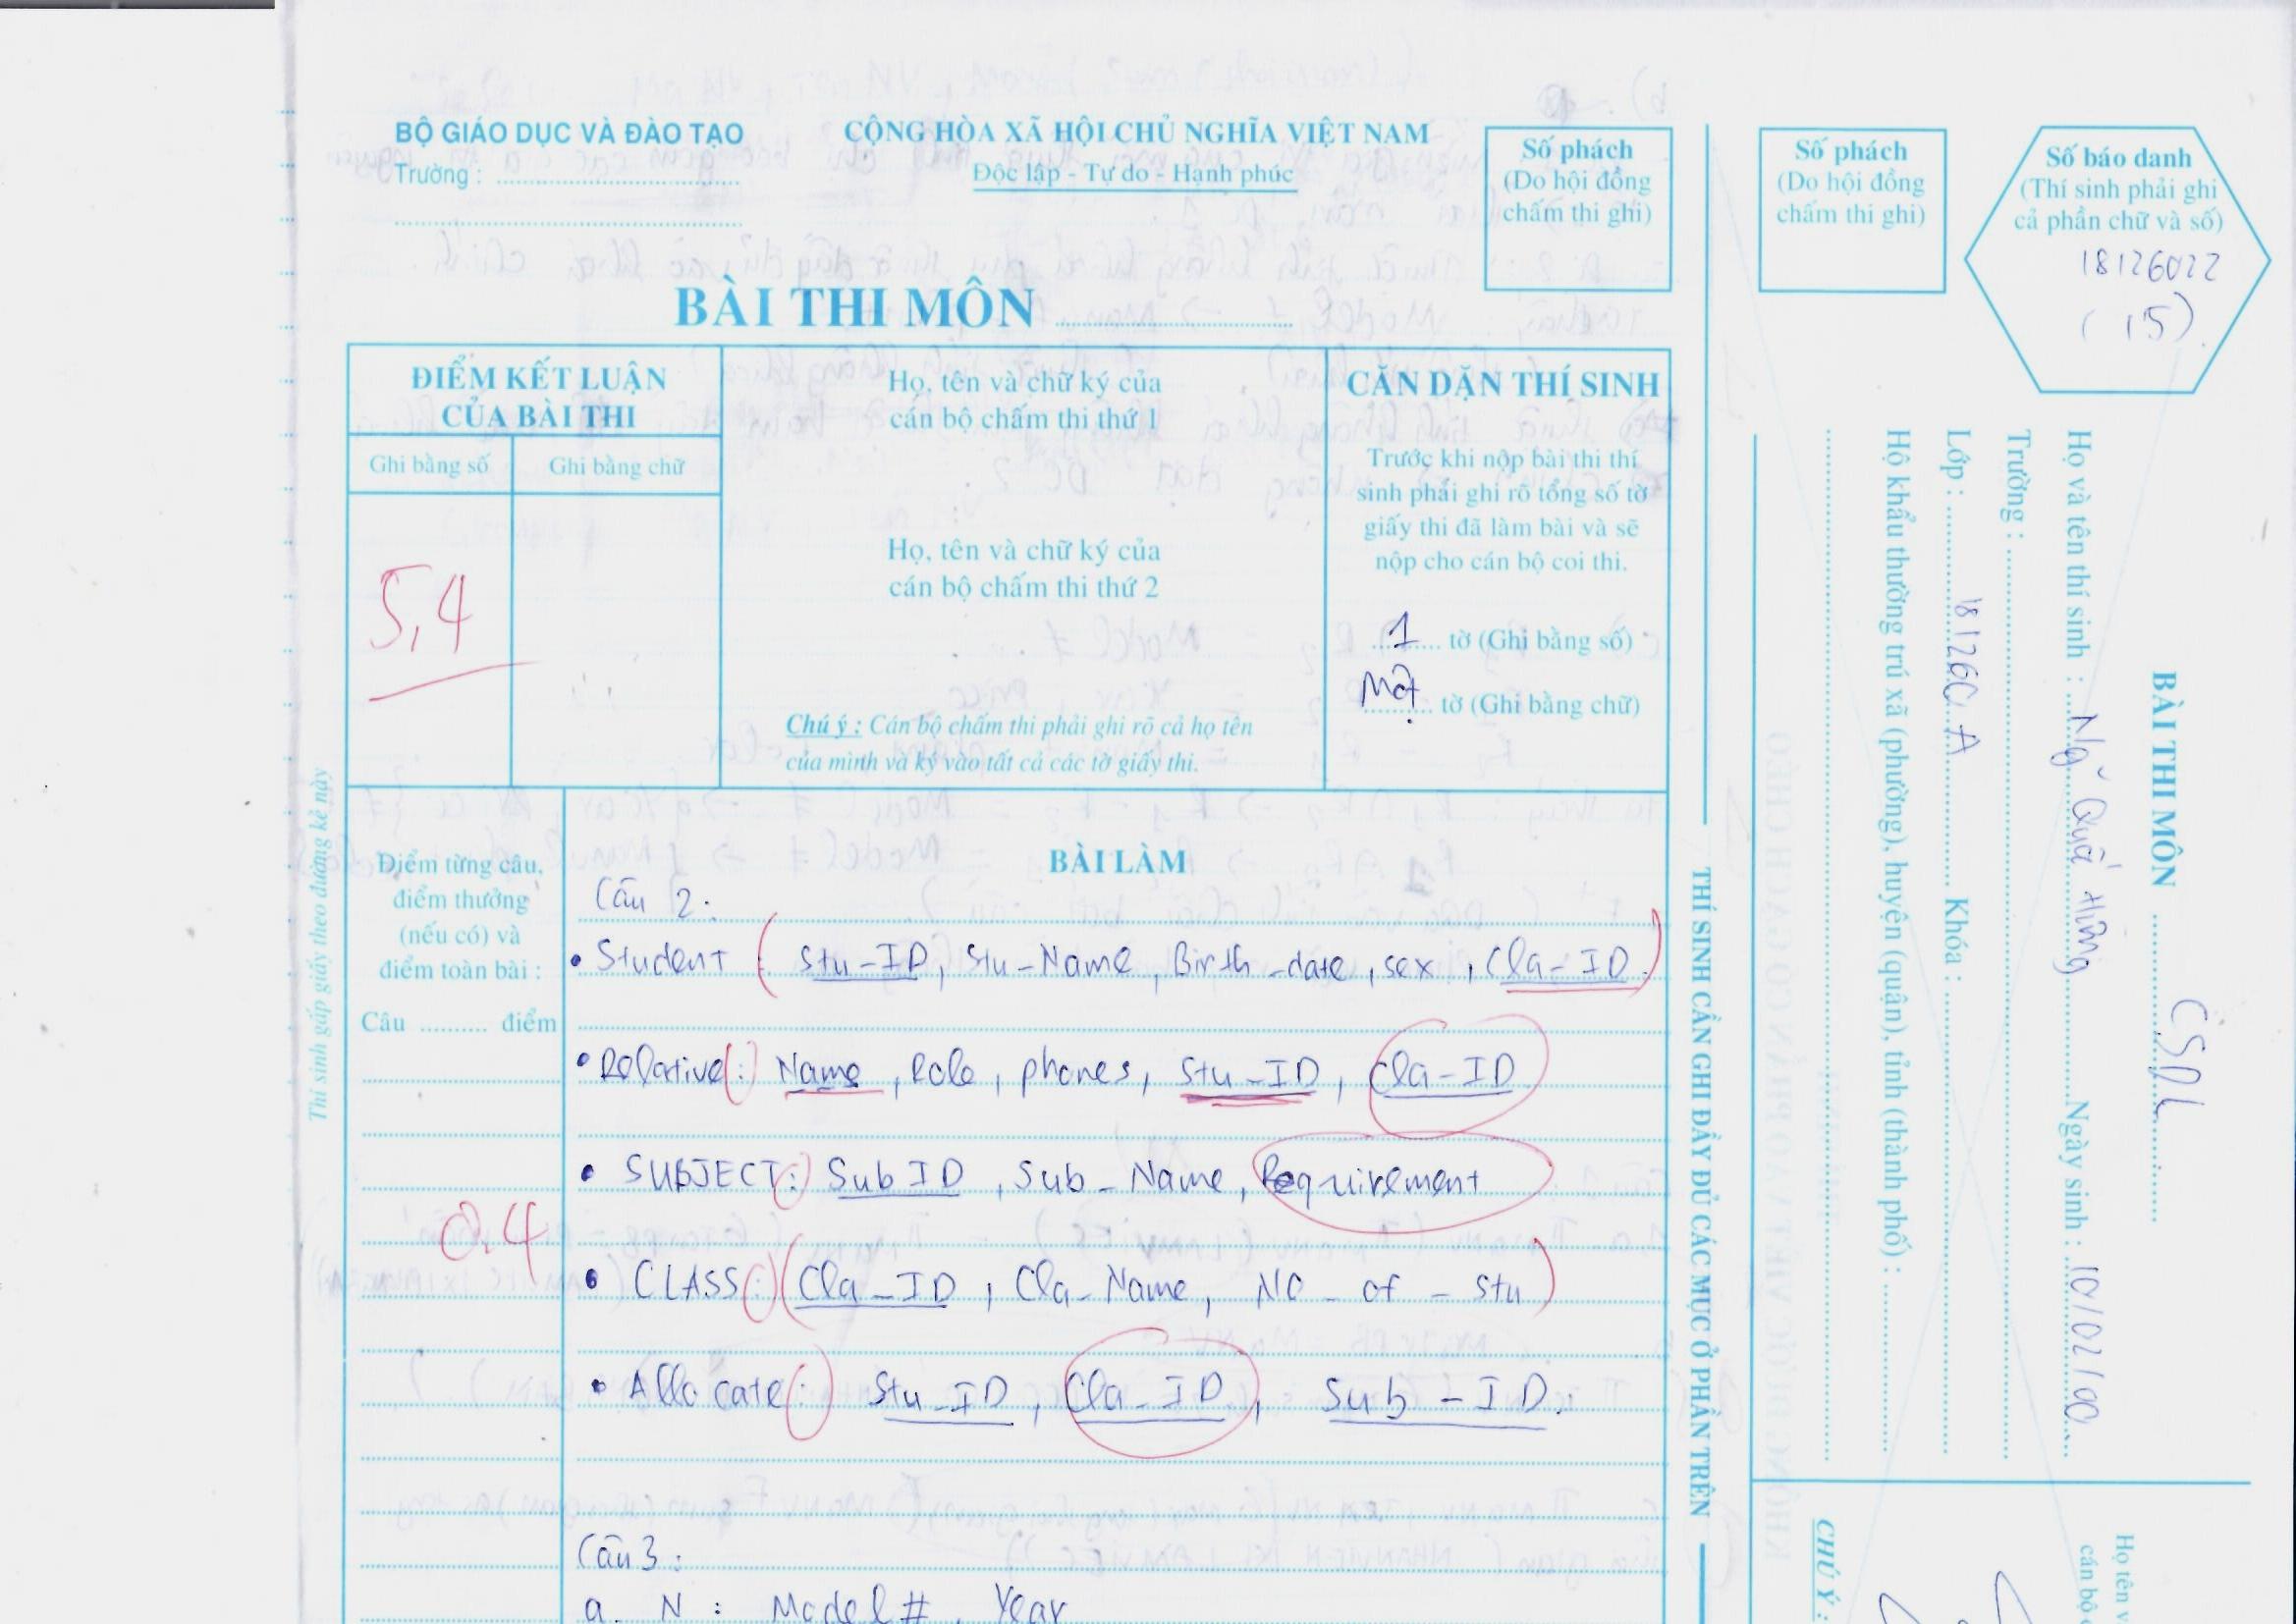 BỘ GIÁO DỤC VÀ ĐÀO TẠO
Trường : ........................................
........................................
CỘNG HÒA XÃ HỘI CHỦ NGHĨA VIỆT NAM
Độc lập - Tự do - Hạnh phúc
Số phách
(Do hội đồng
chấm thi ghi)
BÀI THI MÔN ........................................
ĐIỂM KẾT LUẬN
CỦA BÀI THI
Ghi bằng số
Ghi bằng chữ
5,4
Họ, tên và chữ ký của
cán bộ chấm thi thứ 1
Họ, tên và chữ ký của
cán bộ chấm thi thứ 2
Chú ý : Cán bộ chấm thi phải ghi rõ cả họ tên
của mình và ký vào tất cả các tờ giấy thi.
CĂN DẶN THÍ SINH
Trước khi nộp bài thi thí
sinh phải ghi rõ tổng số tờ
giấy thi đã làm bài và sẽ
nộp cho cán bộ coi thi.
1 tờ (Ghi bằng số)
Một tờ (Ghi bằng chữ)
Thí sinh gấp giấy theo đường kẻ này
Điểm từng câu,
điểm thưởng
(nếu có) và
điểm toàn bài :
Câu .......... điểm
0.4
BÀI LÀM
Câu 2:
• Student ( Stu-ID, Stu-Name, Birth-date, sex, Cla-ID.)
• Relative: Name, Role, phones, Stu-ID, Cla-ID
• SUBJECT: Sub ID, Sub-Name, Requirement
• CLASS: (Cla-ID, Cla-Name, NO-of-stu)
• Allocate: Stu-ID, Cla-ID, Sub-ID.
Câu 3:
a. N: Model#, Year
THÍ SINH CẦN GHI ĐẦY ĐỦ CÁC MỤC Ở PHẦN TRÊN
Số phách
(Do hội đồng
chấm thi ghi)
Số báo danh
(Thí sinh phải ghi
cả phần chữ và số)
18126022
(15)
BÀI THI MÔN CSDL
Họ và tên thí sinh : Ngô Quốc Hưng Ngày sinh : 10/02/00
Trường :
Lớp : 18126CA Khóa :
Hộ khẩu thường trú xã (phường), huyện (quận), tỉnh (thành phố) :
Họ tên v
cán bộ c
CHÚ Ý :